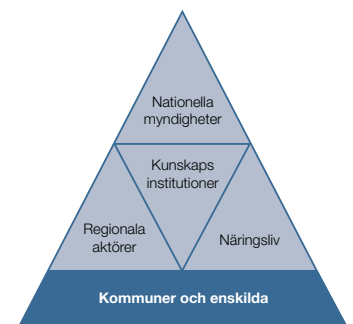 Nationella
myndigheter
Kunskaps
institutioner
Regionala
aktörer
Näringsliv
Kommuner och enskilda